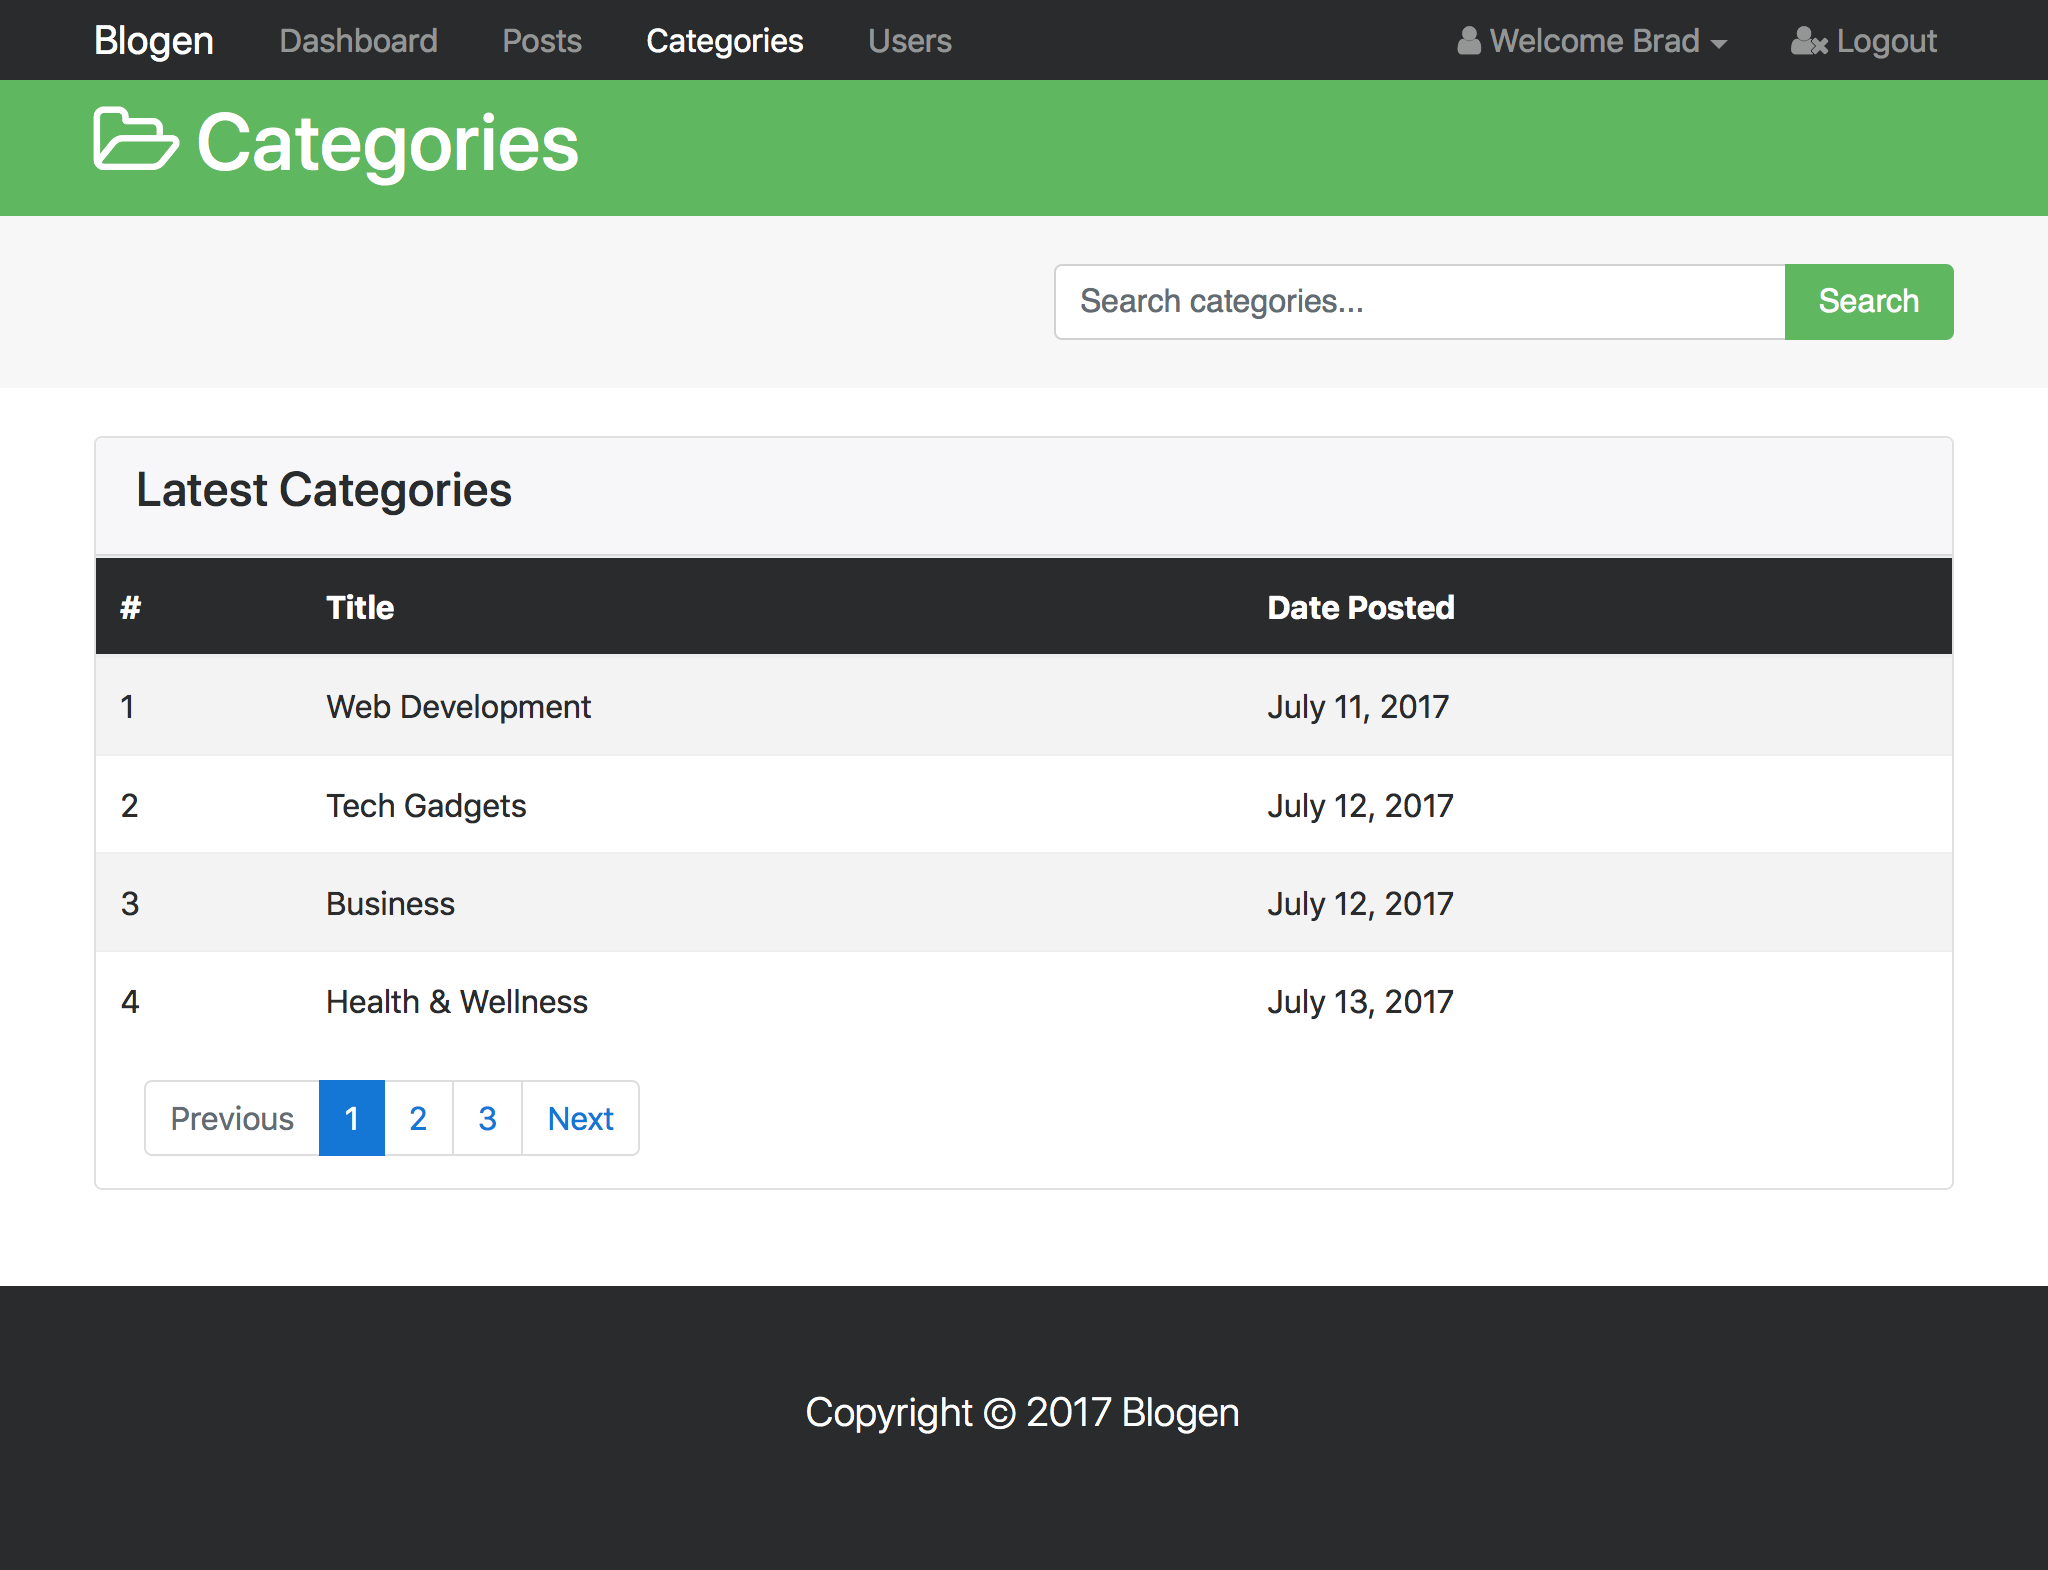 Blogen Dashboard Posts Categories Users Welcome Brad Logout
Categories
Search categories... Search
Latest Categories
# Title Date Posted
1 Web Development July 11, 2017
2 Tech Gadgets July 12, 2017
3 Business July 12, 2017
4 Health & Wellness July 13, 2017
Previous 1 2 3 Next
Copyright © 2017 Blogen